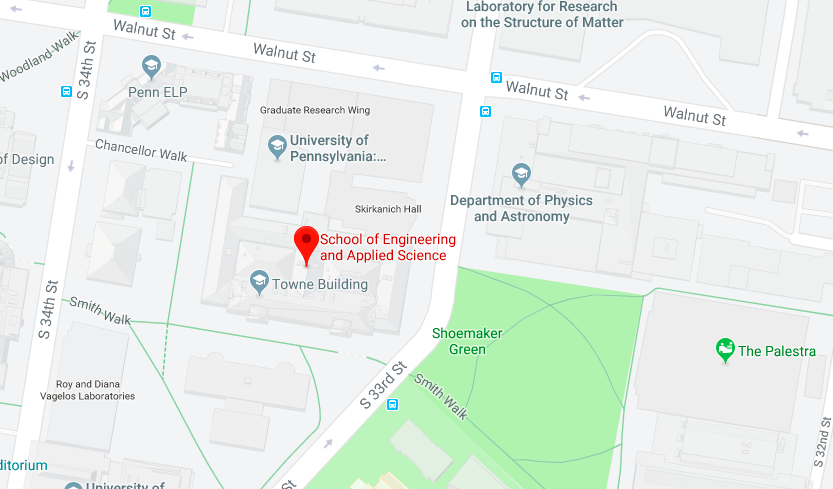 Laboratory for Research
on the Structure of Matter
Walnut St
Walnut St
Walnut St
Walnut St
Woodland Walk
S 34th St
Penn ELP
Graduate Research Wing
University of
Pennsylvania:...
Chancellor Walk
of Design
Department of Physics
and Astronomy
Skirkanich Hall
School of Engineering
and Applied Science
Towne Building
S 34th St
Smith Walk
Shoemaker
Green
The Palestra
Roy and Diana
Vagelos Laboratories
S 33rd St
Smith Walk
S 32nd St
ditorium
University of
St